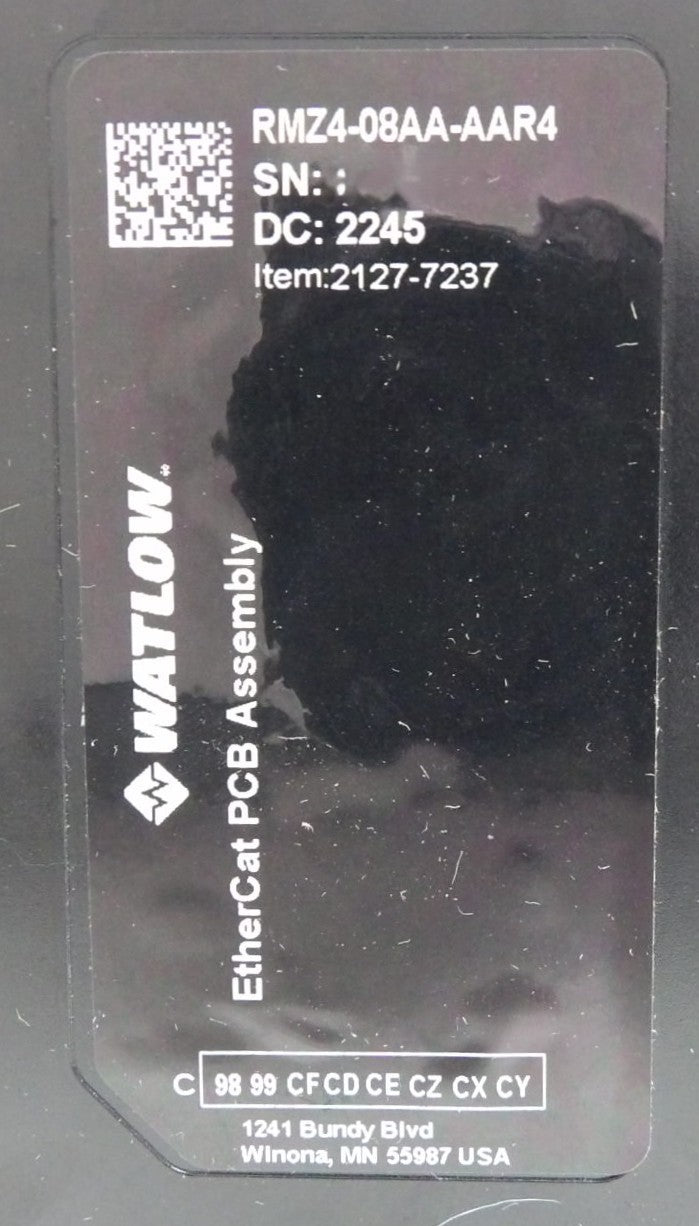 RMZ4-08AA-AAR4
SN: :
DC: 2245
Item:2127-7237
WATLOW
EtherCat PCB Assembly
C 98 99 CF CD CE CZ CX CY
1241 Bundy Blvd
Winona, MN 55987 USA